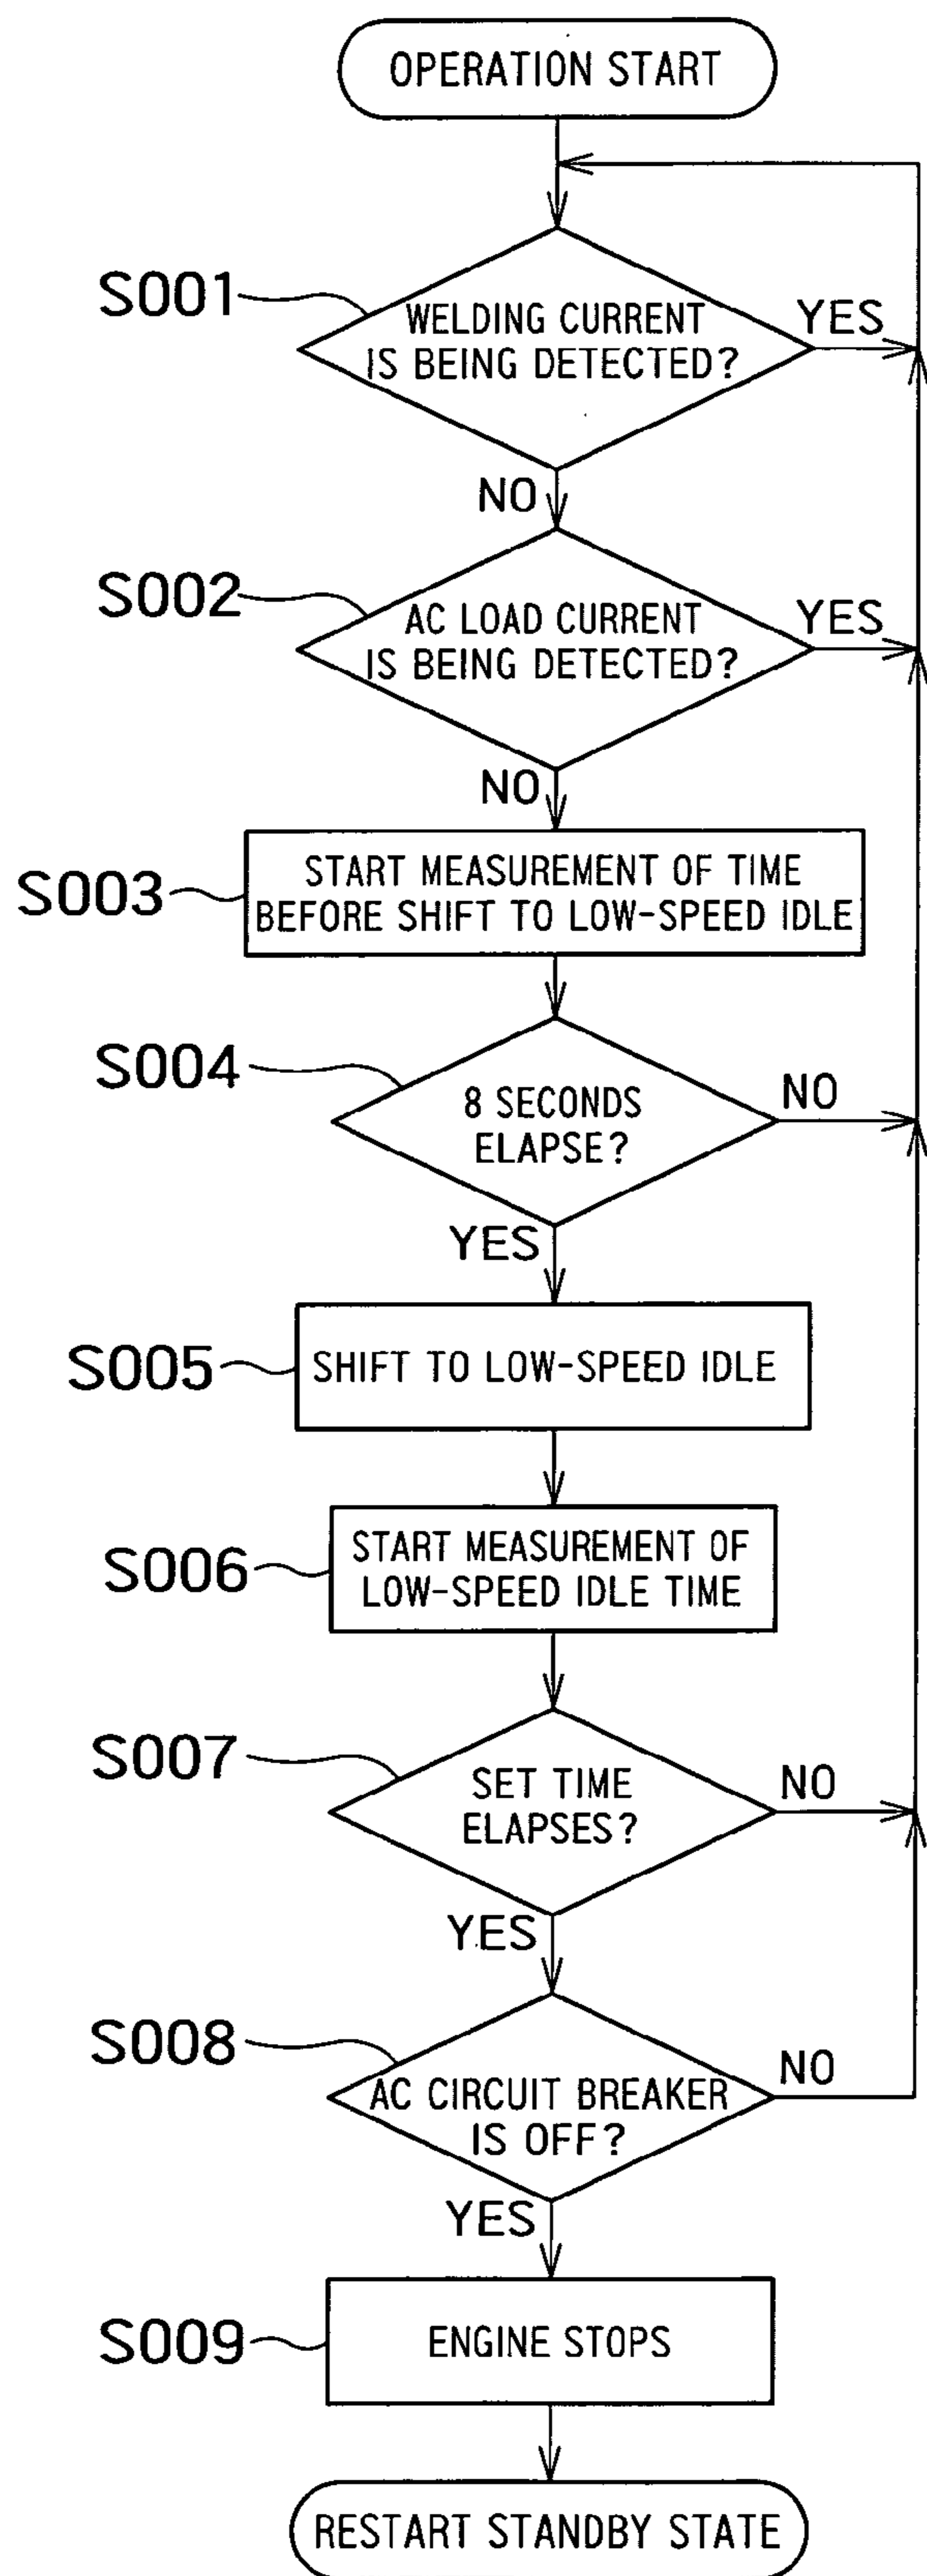 OPERATION START
S001
WELDING CURRENT
IS BEING DETECTED?
YES
NO
S002
AC LOAD CURRENT
IS BEING DETECTED?
YES
NO
S003
START MEASUREMENT OF TIME
BEFORE SHIFT TO LOW-SPEED IDLE
S004
8 SECONDS
ELAPSE?
NO
YES
S005
SHIFT TO LOW-SPEED IDLE
S006
START MEASUREMENT OF
LOW-SPEED IDLE TIME
S007
SET TIME
ELAPSES?
NO
YES
S008
AC CIRCUIT BREAKER
IS OFF?
NO
YES
S009
ENGINE STOPS
RESTART STANDBY STATE